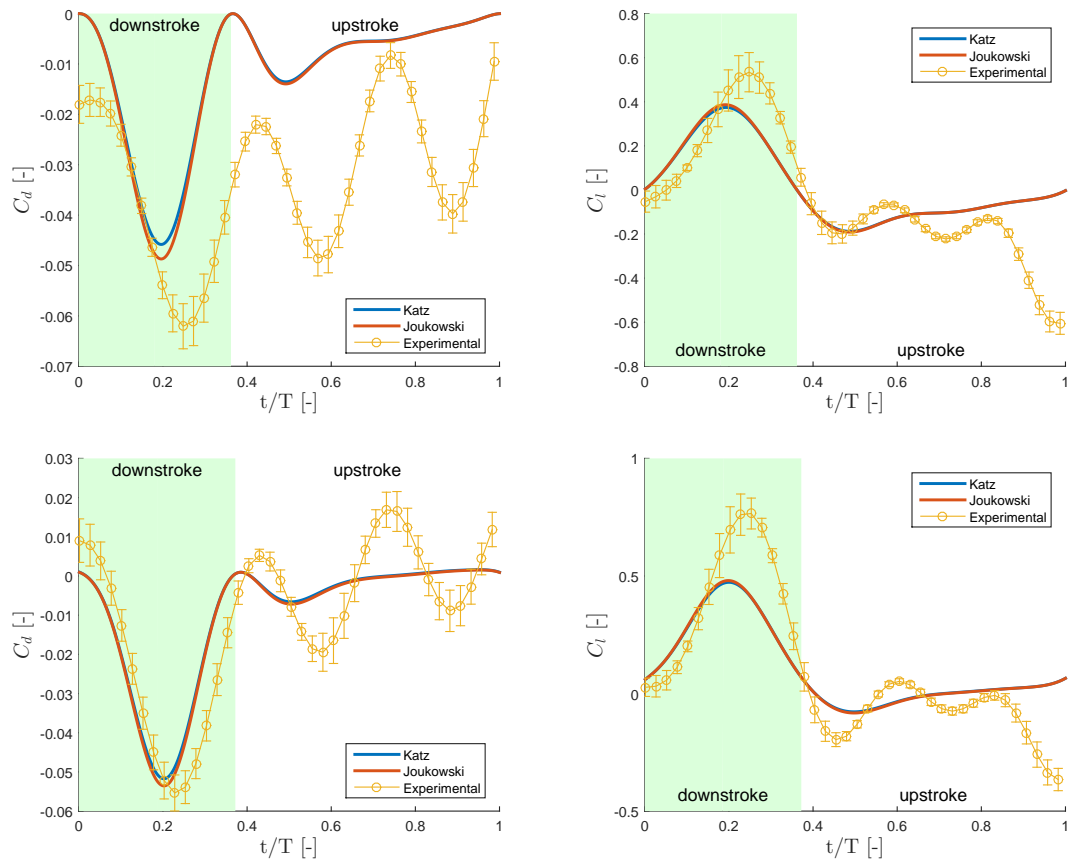 downstroke
upstroke
0
-0.01
-0.02
-0.03
-0.04
-0.05
-0.06
-0.07
C_d [-]
Katz
Joukowski
Experimental
0 0.2 0.4 0.6 0.8 1
t/T [-]
0.8
0.6
0.4
0.2
0
-0.2
-0.4
-0.6
-0.8
C_l [-]
Katz
Joukowski
Experimental
downstroke
upstroke
0 0.2 0.4 0.6 0.8 1
t/T [-]
downstroke
upstroke
0.03
0.02
0.01
0
-0.01
-0.02
-0.03
-0.04
-0.05
-0.06
C_d [-]
Katz
Joukowski
Experimental
0 0.2 0.4 0.6 0.8 1
t/T [-]
1
0.5
0
-0.5
C_l [-]
Katz
Joukowski
Experimental
downstroke
upstroke
0 0.2 0.4 0.6 0.8 1
t/T [-]